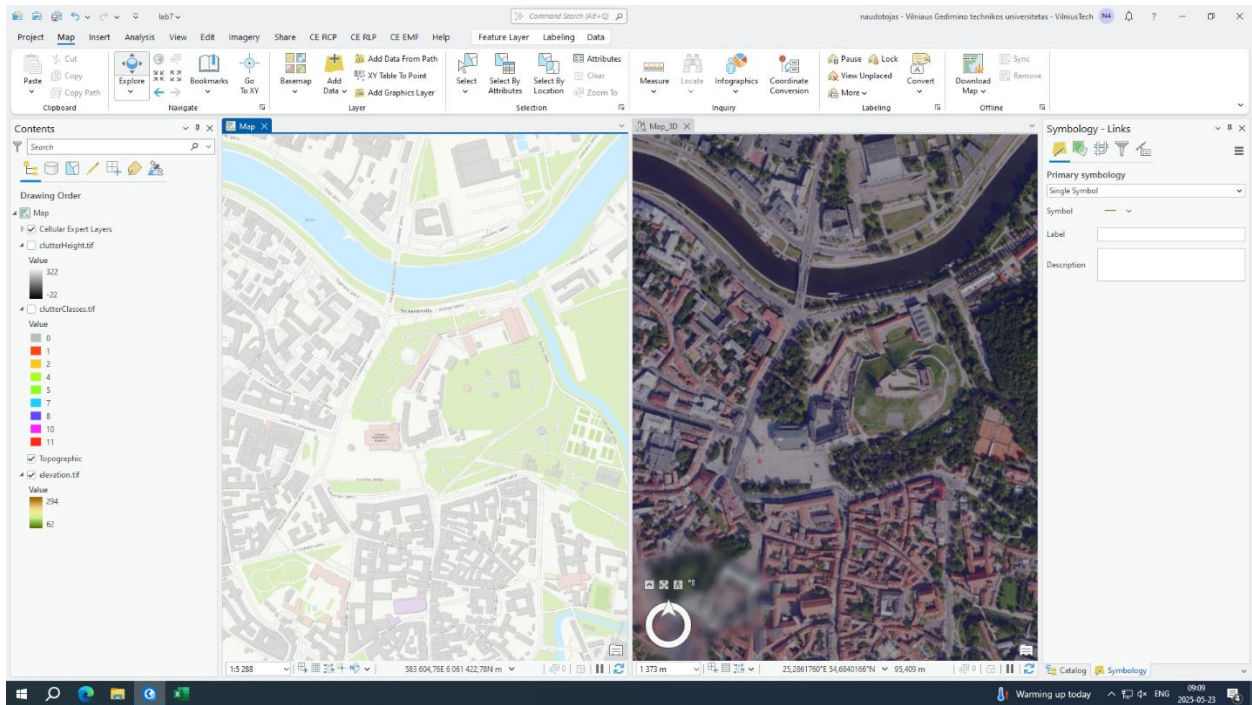 lab7
Command Search (Alt+Q)
naudotojas - Vilniaus Gedimino technikos universitetas - VilniusTech
N4
?
Project Map Insert Analysis View Edit Imagery Share CE RCP CE RLP CE EMF Help Feature Layer Labeling Data
Paste
Cut
Copy
Copy Path
Clipboard
Explore
Bookmarks
Go To XY
Navigate
Basemap
Add Data
Add Data From Path
XY Table To Point
Add Graphics Layer
Layer
Select
Select By Attributes
Select By Location
Attributes
Clear
Zoom To
Selection
Measure
Locate
Infographics
Coordinate Conversion
Inquiry
Pause
Lock
View Unplaced
More
Convert
Labeling
Download Map
Sync
Remove
Offline
Contents
Search
Drawing Order
Map
Cellular Expert Layers
clutterHeight.tif
Value
322
-22
clutterClasses.tif
Value
0
1
2
4
5
7
8
10
11
Topographic
elevation.tif
Value
294
62
Map
1:5 288
583 604,76E 6 061 422,78N m
0
Map_3D
1 373 m
25,2861760°E 54,6840166°N
95,409 m
0
Symbology - Links
Primary symbology
Single Symbol
Symbol
Label
Description
Catalog
Symbology
Warming up today
ENG
09:09
2025-05-23
4